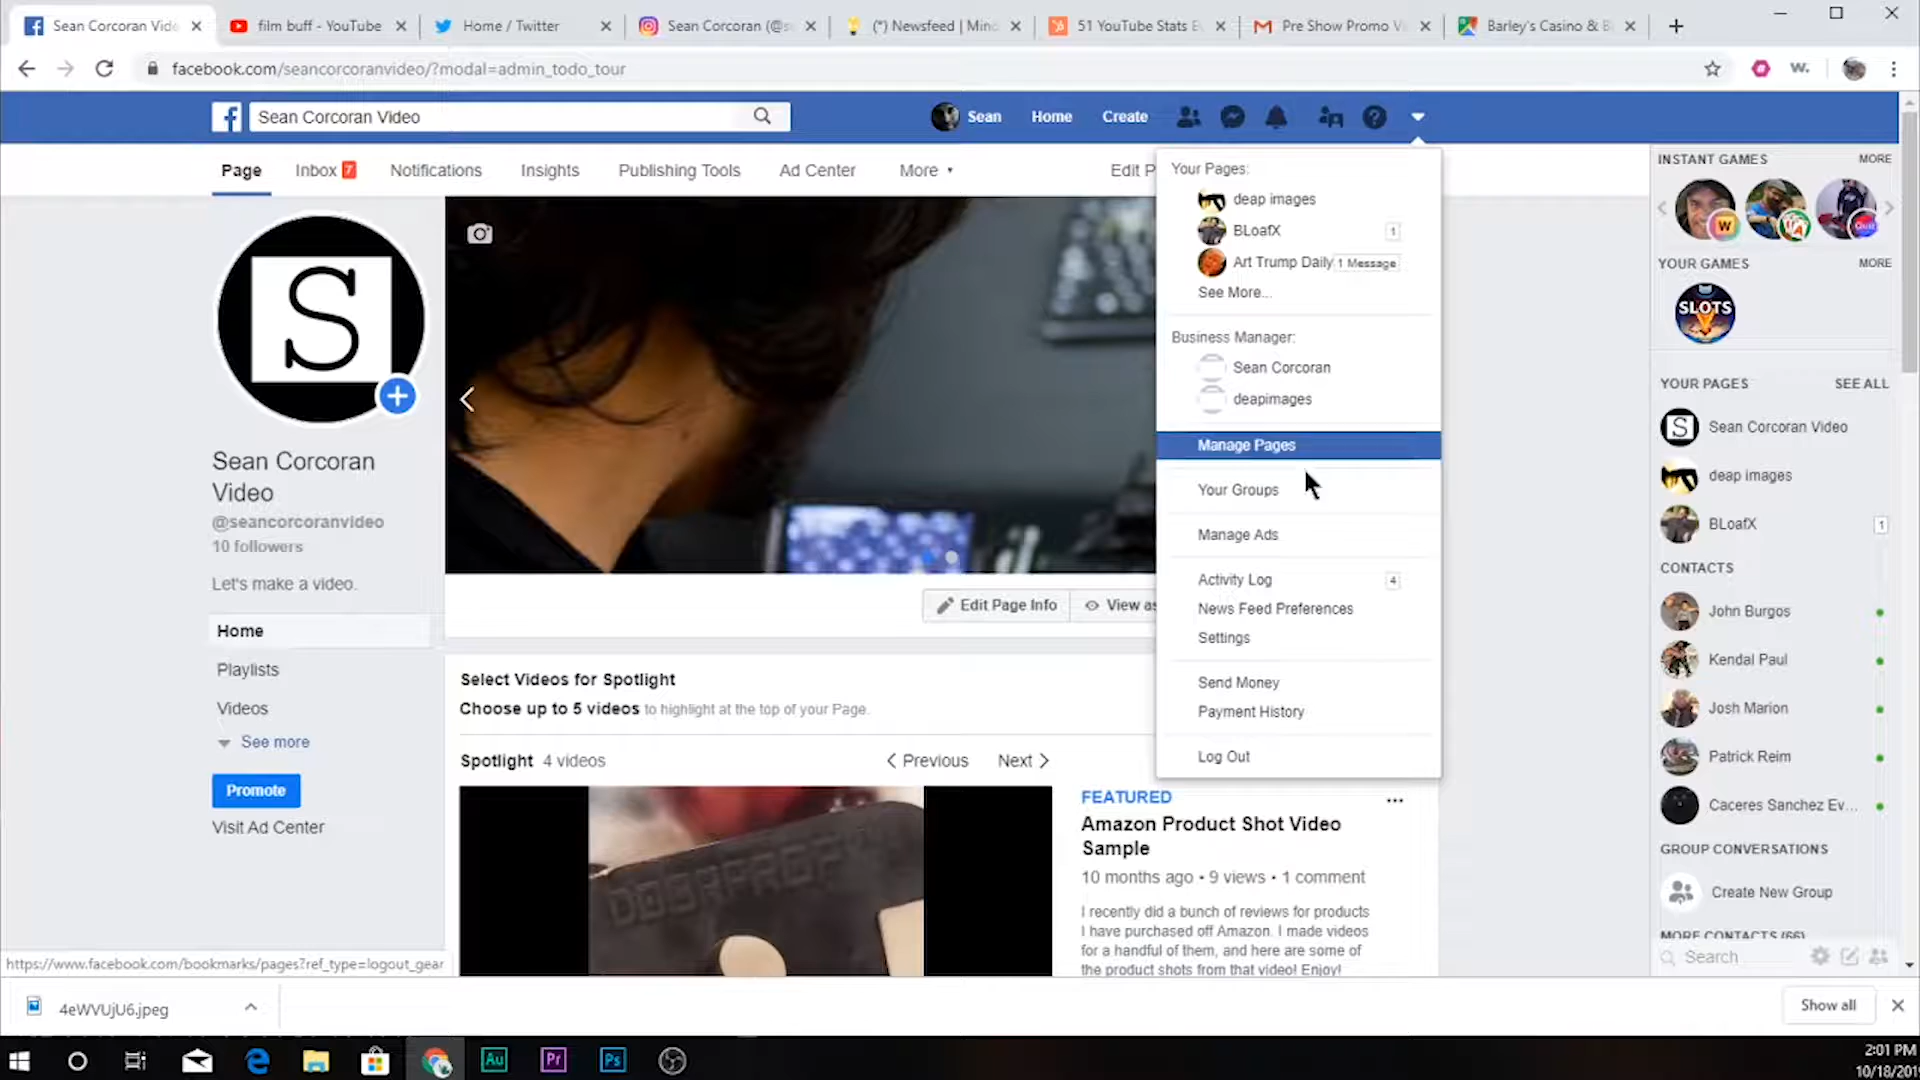 Sean Corcoran Video
film buff - YouTube
Home / Twitter
Sean Corcoran (@s
(*) Newsfeed | Mind
51 YouTube Stats E
Pre Show Promo V
Barley's Casino & B
facebook.com/seancorcoranvideo/?modal=admin_todo_tour
W.
Sean Corcoran Video
Sean
Home
Create
Page
Inbox 7
Notifications
Insights
Publishing Tools
Ad Center
More
Edit P
S
Sean Corcoran
Video
@seancorcoranvideo
10 followers
Let's make a video.
Home
Playlists
Videos
See more
Promote
Visit Ad Center
Edit Page Info
View as
Select Videos for Spotlight
Choose up to 5 videos to highlight at the top of your Page.
Spotlight 4 videos
Previous
Next
FEATURED
Amazon Product Shot Video
Sample
10 months ago • 9 views • 1 comment
I recently did a bunch of reviews for products
I have purchased off Amazon. I made videos
for a handful of them, and here are some of
the product shots from that video! Enjoy!
Your Pages:
deap images
BLoafX 1
Art Trump Daily 1 Message
See More...
Business Manager:
Sean Corcoran
deapimages
Manage Pages
Your Groups
Manage Ads
Activity Log 4
News Feed Preferences
Settings
Send Money
Payment History
Log Out
INSTANT GAMES MORE
YOUR GAMES MORE
SLOTS
YOUR PAGES SEE ALL
S Sean Corcoran Video
deap images
BLoafX 1
CONTACTS
John Burgos
Kendal Paul
Josh Marion
Patrick Reim
Caceres Sanchez Ev...
GROUP CONVERSATIONS
Create New Group
MORE CONTACTS (66)
Search
https://www.facebook.com/bookmarks/pages?ref_type=logout_gear
4eWVUjU6.jpeg
Show all
Au
Pr
Ps
2:01 PM
10/18/201